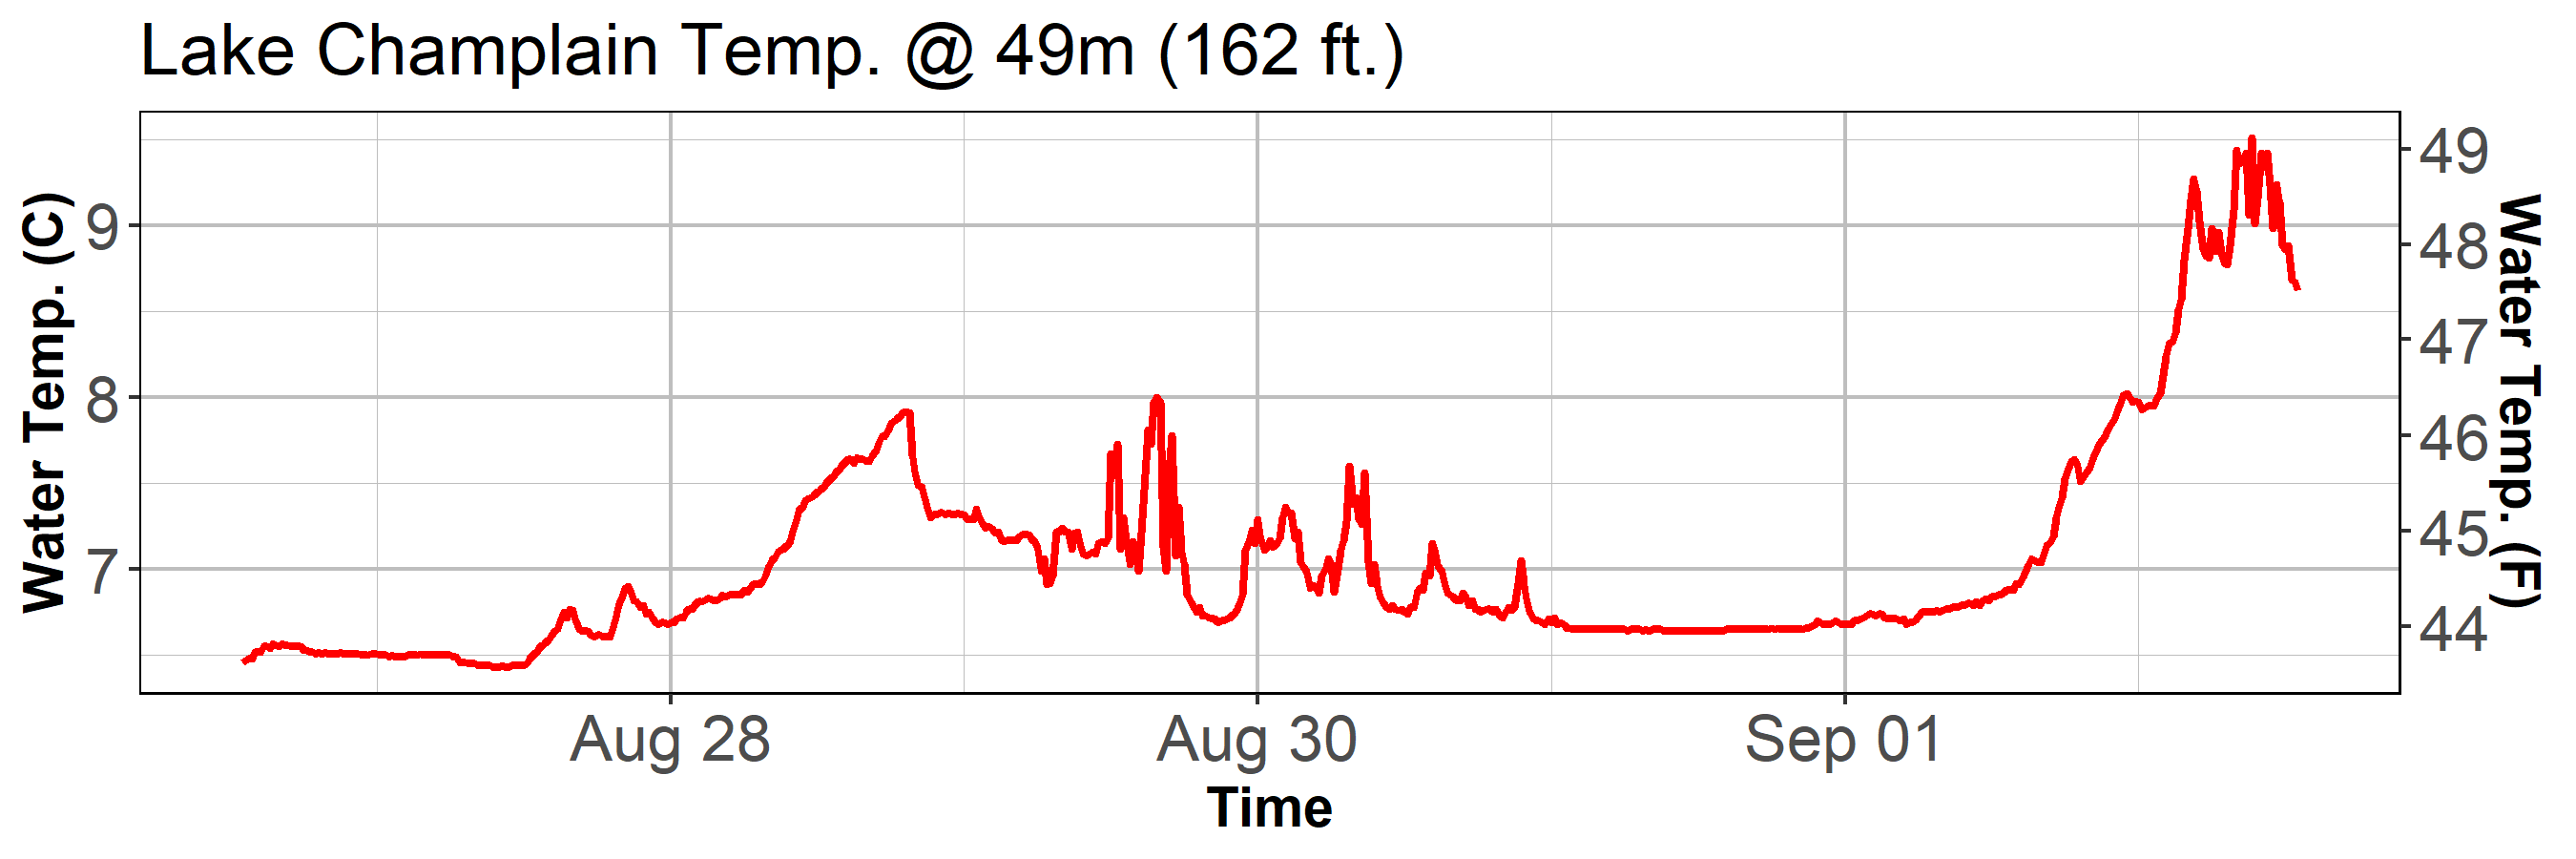 Lake Champlain Temp. @ 49m (162 ft.)
Water Temp. (C)
9
8
7
49
48
47
46
45
44
Water Temp. (F)
Aug 28
Aug 30
Sep 01
Time